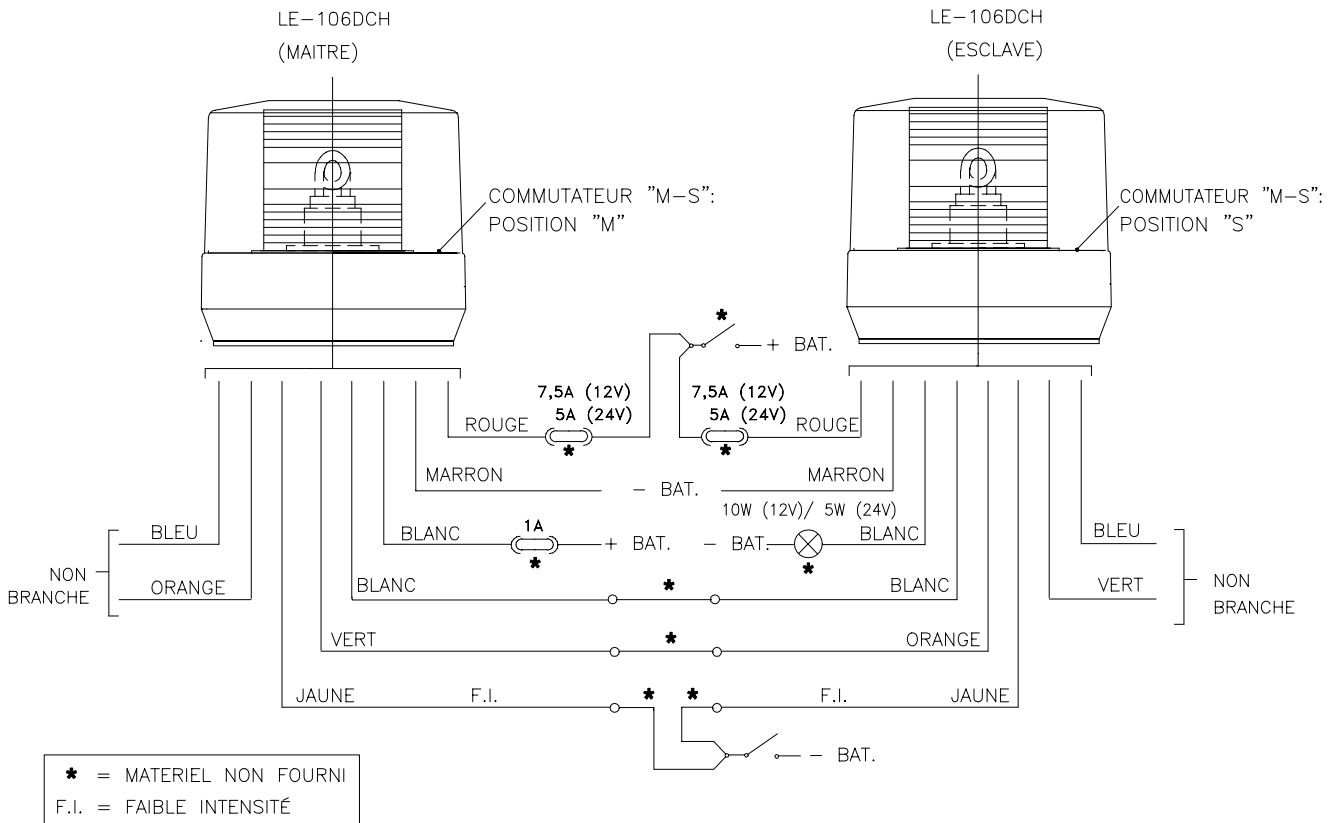 LE-106DCH
(MAITRE)
LE-106DCH
(ESCLAVE)
COMMUTATEUR "M-S":
POSITION "M"
COMMUTATEUR "M-S":
POSITION "S"
*
+ BAT.
7,5A (12V)
5A (24V)
7,5A (12V)
5A (24V)
ROUGE
*
*
ROUGE
MARRON
- BAT.
MARRON
10W (12V)/ 5W (24V)
BLEU
BLANC
1A
*
+ BAT.
- BAT.
*
BLANC
BLEU
NON
BRANCHE
ORANGE
BLANC
*
BLANC
VERT
NON
BRANCHE
VERT
*
ORANGE
JAUNE
F.I.
*
*
F.I.
JAUNE
- BAT.
* = MATERIEL NON FOURNI
F.I. = FAIBLE INTENSITÉ